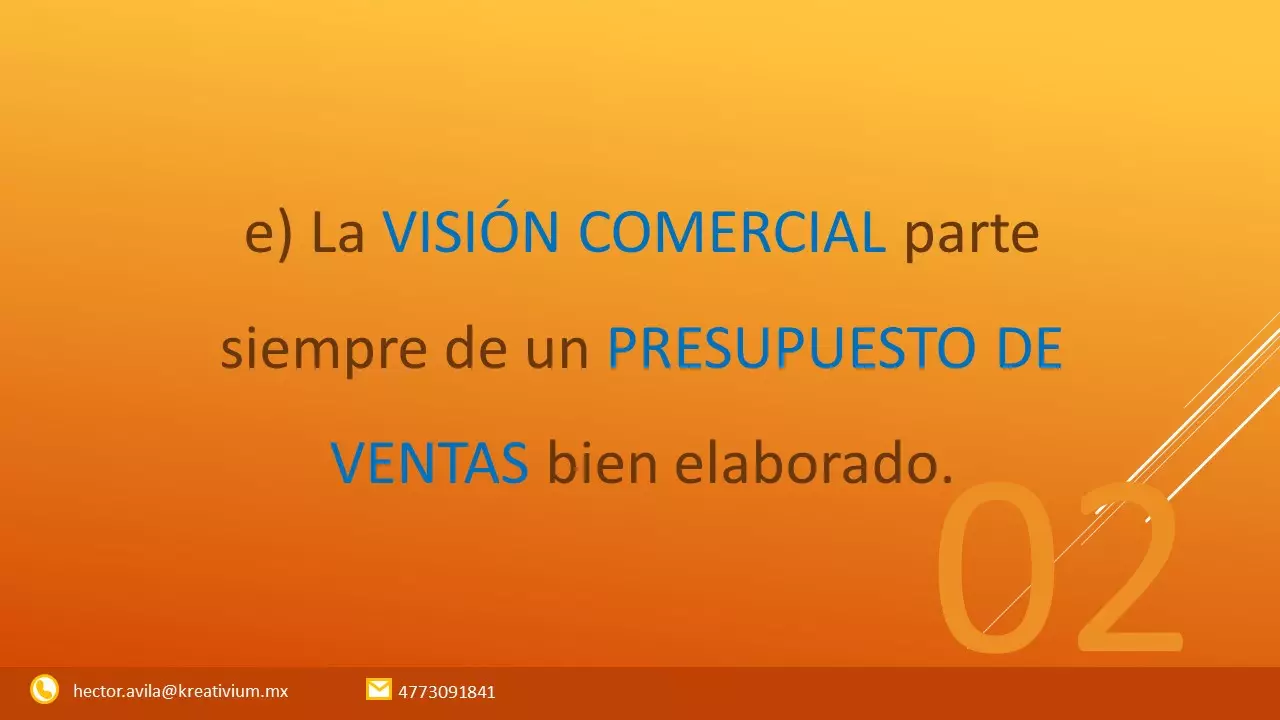 e) La VISIÓN COMERCIAL parte
siempre de un PRESUPUESTO DE
VENTAS bien elaborado.
02
hector.avila@kreativium.mx
4773091841